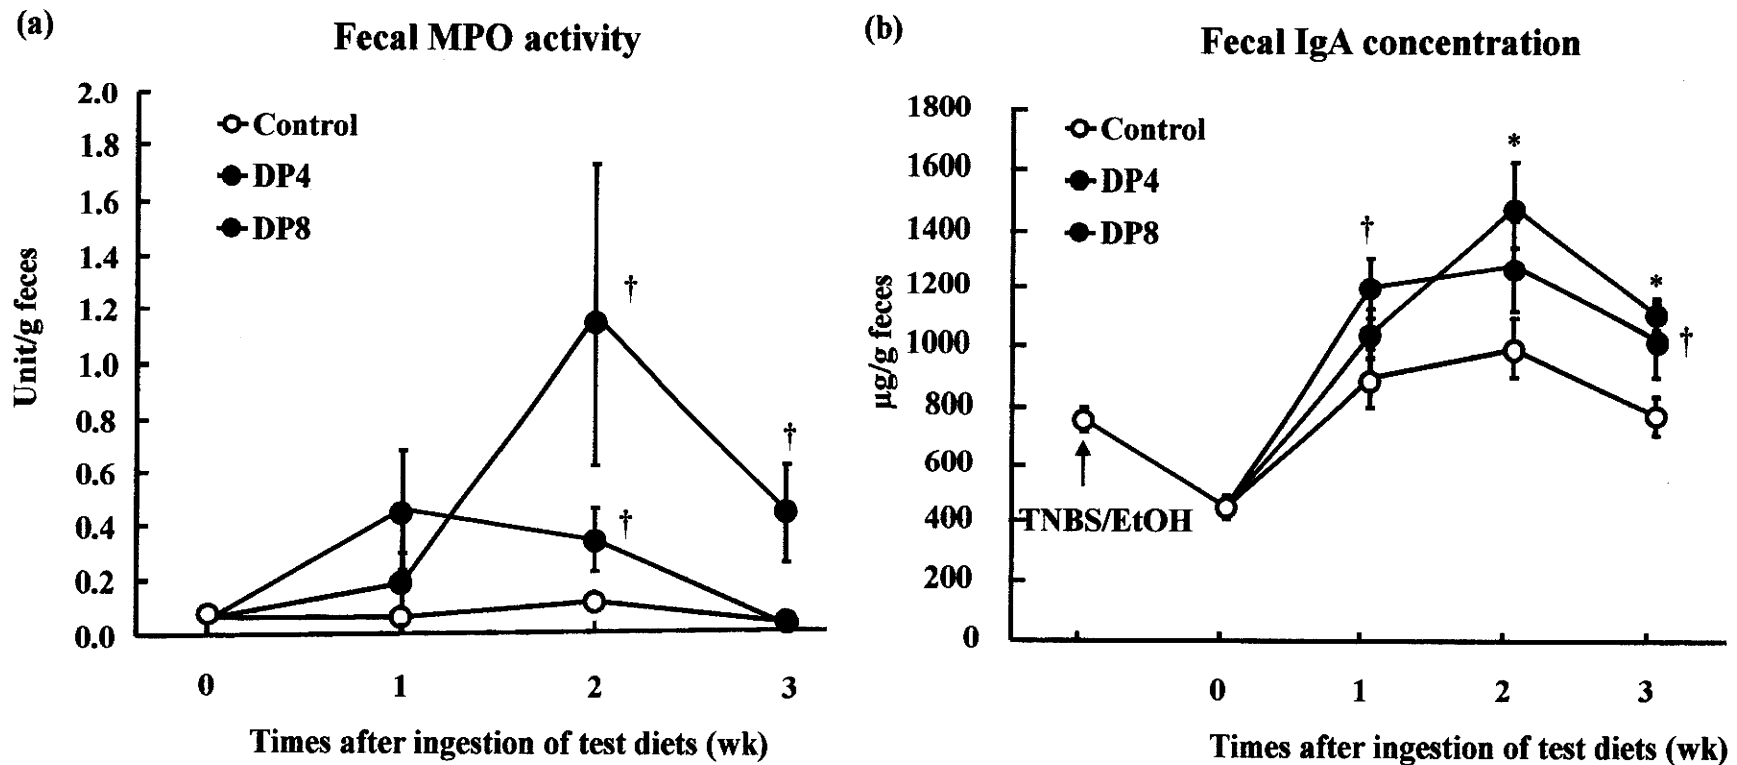 (a)
Fecal MPO activity
Unit/g feces
2.0
1.8
1.6
1.4
1.2
1.0
0.8
0.6
0.4
0.2
0.0
Control
DP4
DP8
†
†
†
0 1 2 3
Times after ingestion of test diets (wk)
(b)
Fecal IgA concentration
µg/g feces
1800
1600
1400
1200
1000
800
600
400
200
0
Control
DP4
DP8
†
*
*
†
TNBS/EtOH
0 1 2 3
Times after ingestion of test diets (wk)